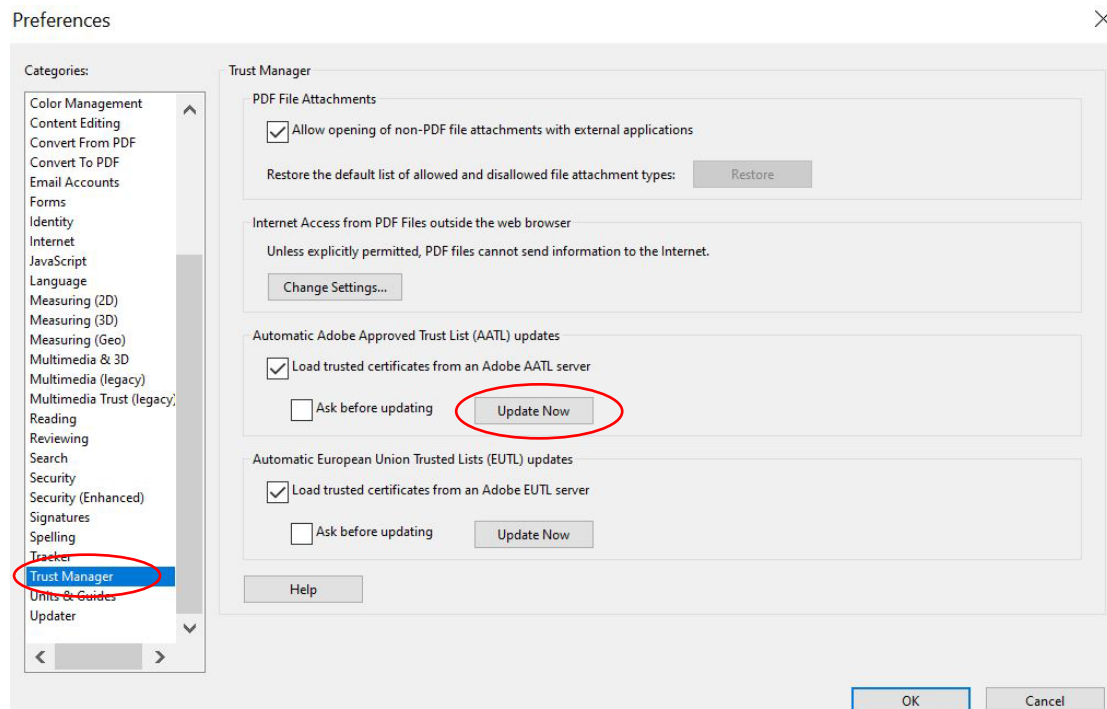 Preferences
Categories:
Color Management
Content Editing
Convert From PDF
Convert To PDF
Email Accounts
Forms
Identity
Internet
JavaScript
Language
Measuring (2D)
Measuring (3D)
Measuring (Geo)
Multimedia & 3D
Multimedia (legacy)
Multimedia Trust (legacy)
Reading
Reviewing
Search
Security
Security (Enhanced)
Signatures
Spelling
Tracker
Trust Manager
Units & Guides
Updater
Trust Manager
PDF File Attachments
Allow opening of non-PDF file attachments with external applications
Restore the default list of allowed and disallowed file attachment types: Restore
Internet Access from PDF Files outside the web browser
Unless explicitly permitted, PDF files cannot send information to the Internet.
Change Settings...
Automatic Adobe Approved Trust List (AATL) updates
Load trusted certificates from an Adobe AATL server
Ask before updating Update Now
Automatic European Union Trusted Lists (EUTL) updates
Load trusted certificates from an Adobe EUTL server
Ask before updating Update Now
Help
OK Cancel